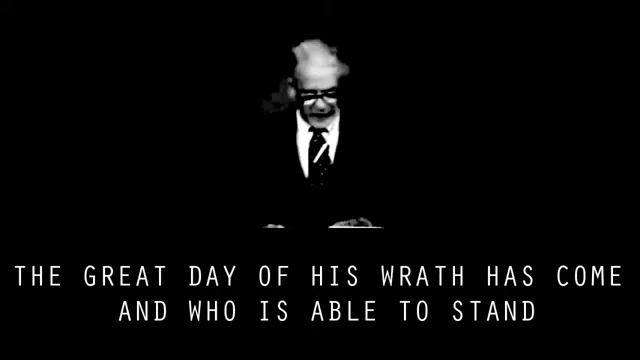 THE GREAT DAY OF HIS WRATH HAS COME
AND WHO IS ABLE TO STAND